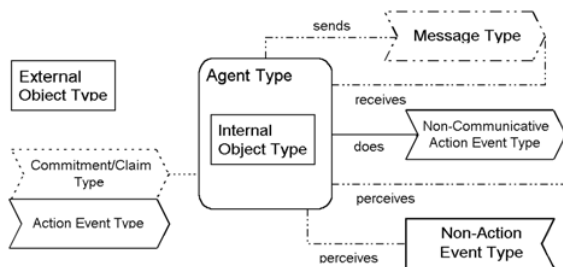 sends
Message Type
Agent Type
External
Object Type
receives
Internal
Object Type
Non-Communicative
Action Event Type
does
Commitment/Claim
Type
perceives
Action Event Type
Non-Action
Event Type
perceives